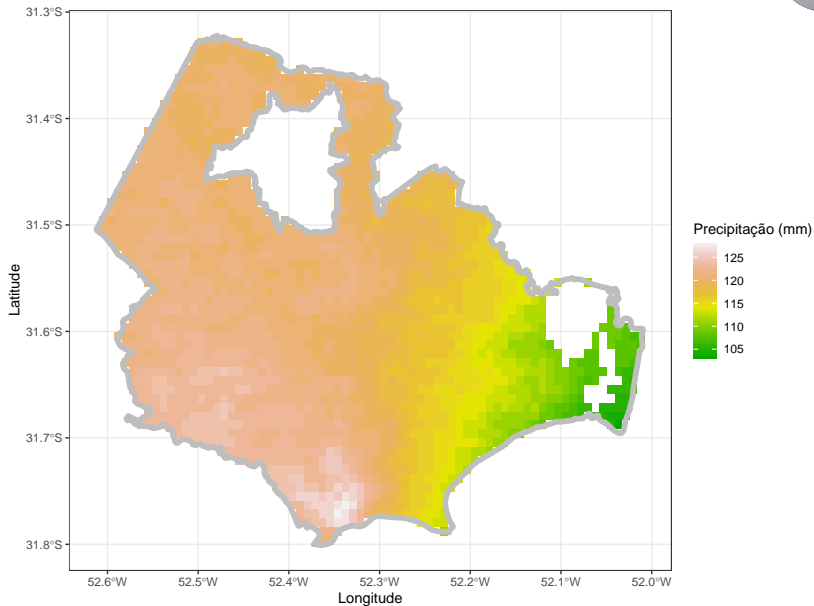 31.3°S
31.4°S
31.5°S
31.6°S
31.7°S
31.8°S
Latitude
52.6°W
52.5°W
52.4°W
52.3°W
52.2°W
52.1°W
52.0°W
Longitude
Precipitação (mm)
125
120
115
110
105